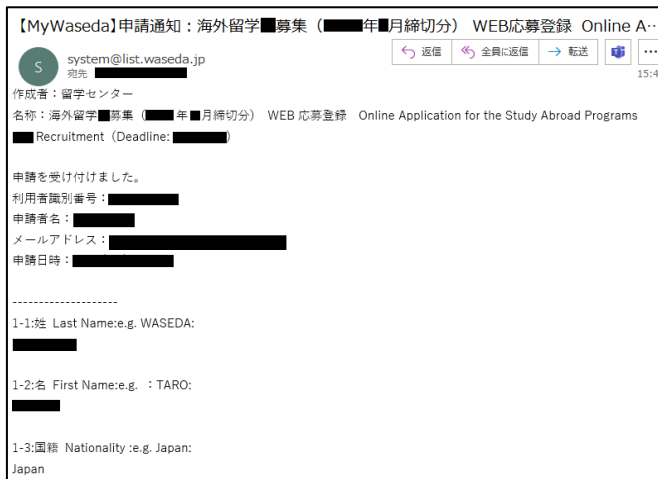 【MyWaseda】申請通知：海外留学 募集（ 年 月締切分） WEB応募登録 Online A…
S
system@list.waseda.jp
宛先
返信
全員に返信
転送
15:4
作成者：留学センター
名称：海外留学 募集（ 年 月締切分） WEB 応募登録 Online Application for the Study Abroad Programs
Recruitment（Deadline: ）
申請を受け付けました。
利用者識別番号：
申請者名：
メールアドレス：
申請日時：
--------------------
1-1:姓 Last Name:e.g. WASEDA:
1-2:名 First Name:e.g. ：TARO:
1-3:国籍 Nationality :e.g. Japan:
Japan